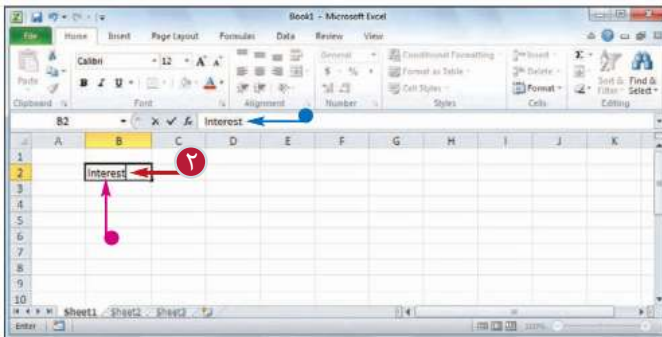 Book1 - Microsoft Excel
File Home Insert Page Layout Formulas Data Review View
Calibri 12 A A General Conditional Formatting Insert Σ
Paste B I U A $ % , Format as Table Delete Sort & Filter Find & Select
Cell Styles Format
Clipboard Font Alignment Number Styles Cells Editing
B2 fx Interest
A B C D E F G H I J K
1
2 Interest ٢
3
4
5
6
7
8
9
10
Sheet1 Sheet2 Sheet3
Enter 100%